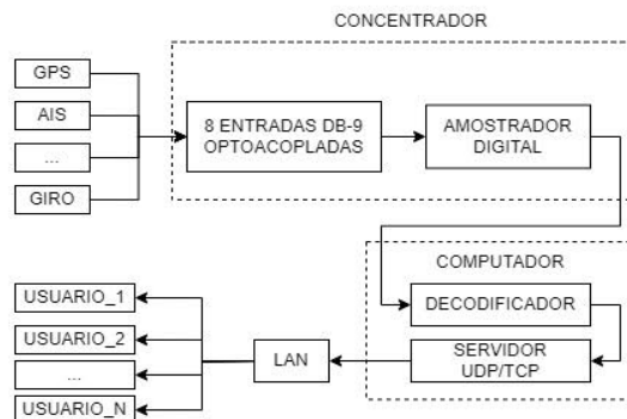 CONCENTRADOR
GPS
AIS
...
GIRO
8 ENTRADAS DB-9
OPTOACOPLADAS
AMOSTRADOR
DIGITAL
COMPUTADOR
DECODIFICADOR
SERVIDOR
UDP/TCP
LAN
USUARIO_1
USUARIO_2
...
USUARIO_N